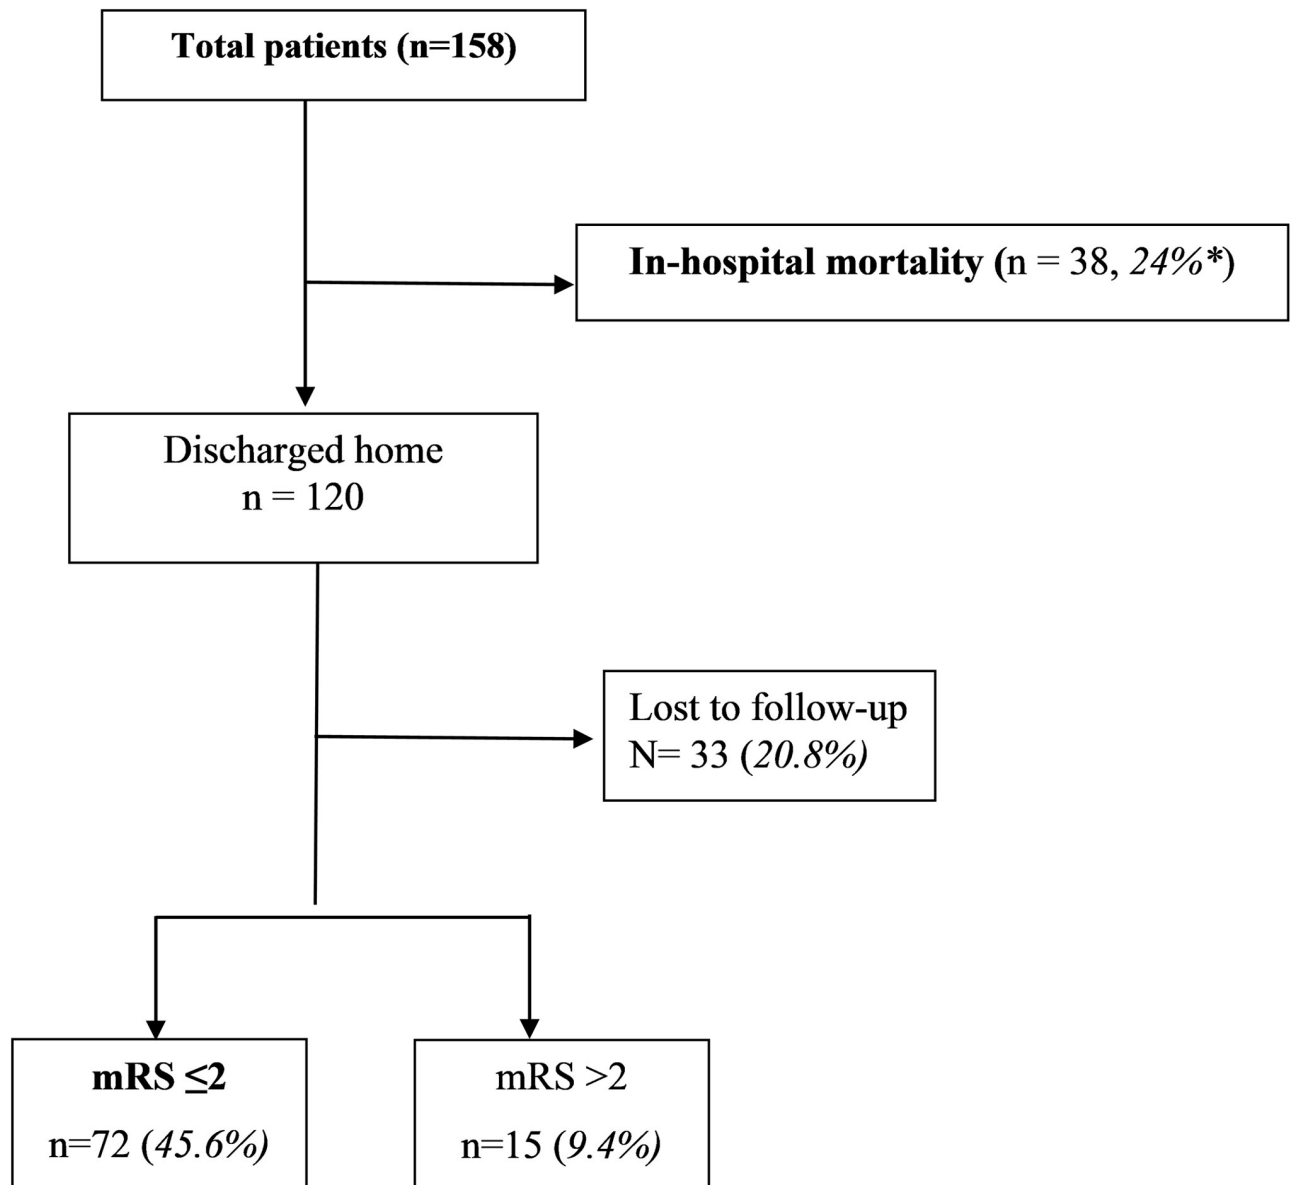 Total patients (n=158)
In-hospital mortality (n = 38, 24%*)
Discharged home
n = 120
Lost to follow-up
N= 33 (20.8%)
mRS ≤2
n=72 (45.6%)
mRS >2
n=15 (9.4%)